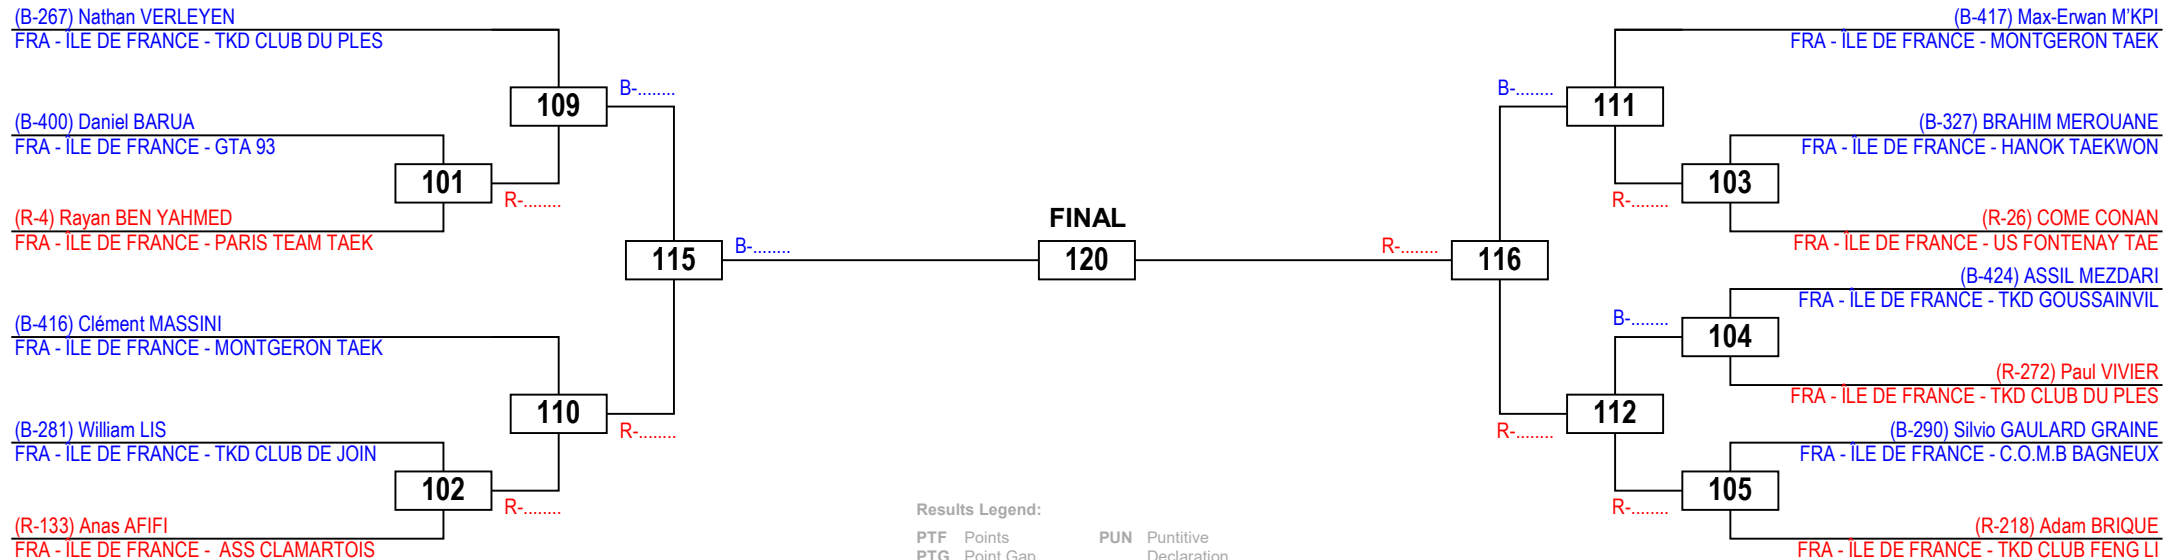 (B-267) Nathan VERLEYEN
FRA - ÎLE DE FRANCE - TKD CLUB DU PLES
109
B-........
(B-400) Daniel BARUA
FRA - ÎLE DE FRANCE - GTA 93
101
R-........
(R-4) Rayan BEN YAHMED
FRA - ÎLE DE FRANCE - PARIS TEAM TAEK
115
B-........
(B-416) Clément MASSINI
FRA - ÎLE DE FRANCE - MONTGERON TAEK
110
R-........
(B-281) William LIS
FRA - ÎLE DE FRANCE - TKD CLUB DE JOIN
102
R-........
(R-133) Anas AFIFI
FRA - ÎLE DE FRANCE - ASS CLAMARTOIS
FINAL
120
(B-417) Max-Erwan M'KPI
FRA - ÎLE DE FRANCE - MONTGERON TAEK
B-........
111
(B-327) BRAHIM MEROUANE
FRA - ÎLE DE FRANCE - HANOK TAEKWON
103
R-........
(R-26) COME CONAN
FRA - ÎLE DE FRANCE - US FONTENAY TAE
R-........
116
(B-424) ASSIL MEZDARI
FRA - ÎLE DE FRANCE - TKD GOUSSAINVIL
B-........
104
(R-272) Paul VIVIER
FRA - ÎLE DE FRANCE - TKD CLUB DU PLES
112
R-........
(B-290) Silvio GAULARD GRAINE
FRA - ÎLE DE FRANCE - C.O.M.B BAGNEUX
105
R-........
(R-218) Adam BRIQUE
FRA - ÎLE DE FRANCE - TKD CLUB FENG LI
Results Legend:
PTF Points PUN Puntitive
PTG Point Gap Declaration